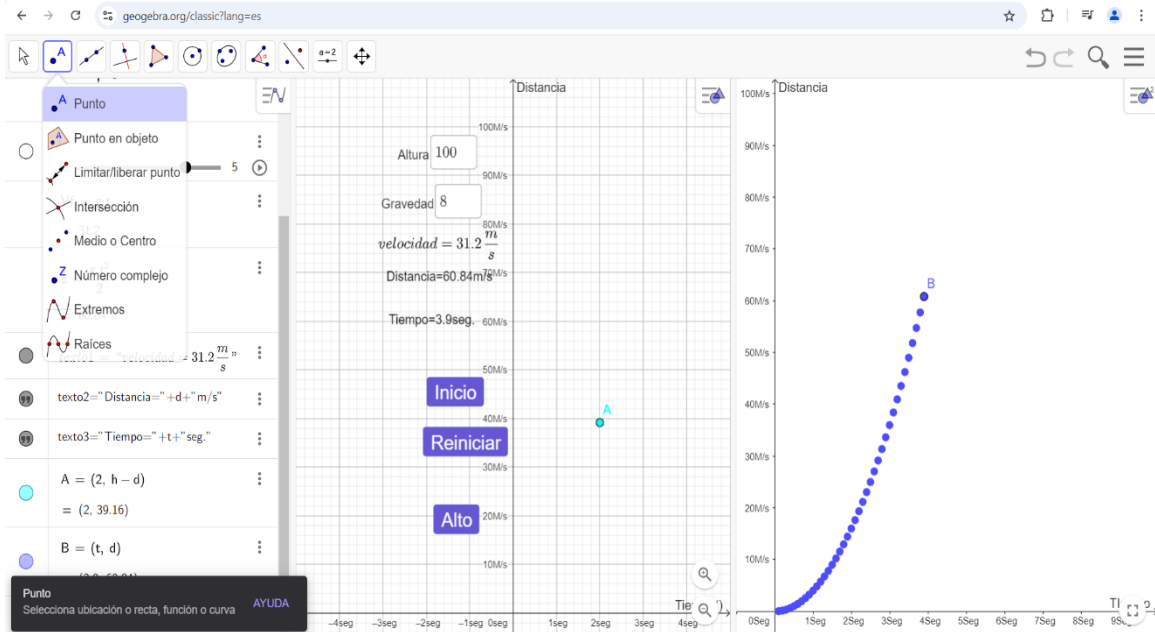 geogebra.org/classic?lang=es
A
a=2
Punto
Punto en objeto
Limitar/liberar punto
Intersección
Medio o Centro
Z Número complejo
Extremos
Raíces
5
31.2 m/s"
texto2="Distancia="+d+"m/s"
texto3="Tiempo="+t+"seg."
A = (2, h − d)
= (2, 39.16)
B = (t, d)
Punto
Selecciona ubicación o recta, función o curva
AYUDA
Distancia
100M/s
90M/s
80M/s
70M/s
60M/s
50M/s
40M/s
30M/s
20M/s
10M/s
Altura 100
Gravedad 8
velocidad = 31.2 m/s
Distancia=60.84m/s
Tiempo=3.9seg.
Inicio
Reiniciar
Alto
A
-4seg -3seg -2seg -1seg 0seg 1seg 2seg 3seg 4seg
Distancia
100M/s
90M/s
80M/s
70M/s
60M/s
50M/s
40M/s
30M/s
20M/s
10M/s
B
0Seg 1Seg 2Seg 3Seg 4Seg 5Seg 6Seg 7Seg 8Seg